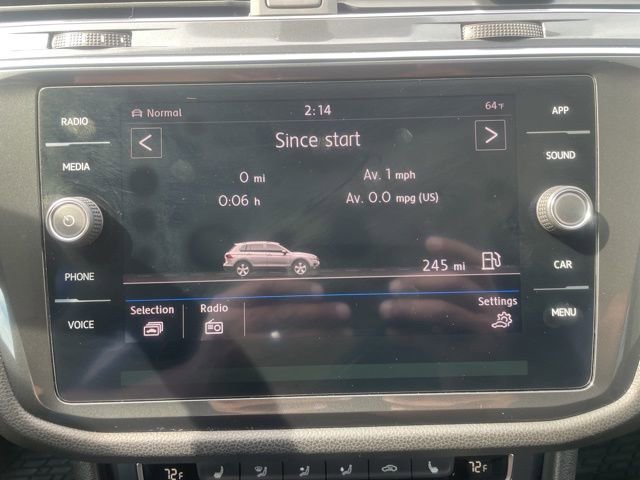 Normal 2:14 64°F
Since start
0 mi Av. 1 mph
0:06 h Av. 0.0 mpg (US)
245 mi
Selection Radio Settings
RADIO
MEDIA
PHONE
VOICE
APP
SOUND
CAR
MENU
72°F 72°F